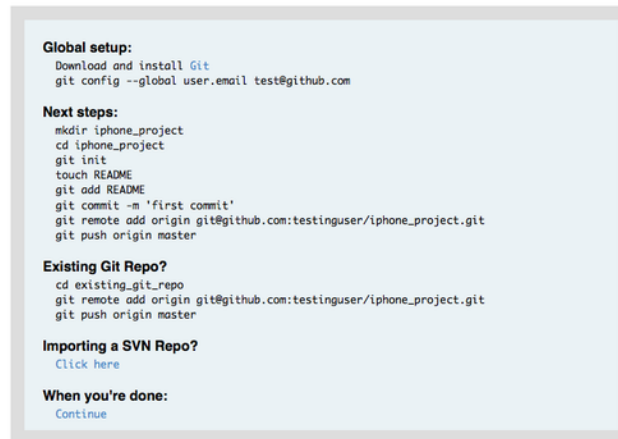 Global setup:
Download and install Git
git config --global user.email test@github.com
Next steps:
mkdir iphone_project
cd iphone_project
git init
touch README
git add README
git commit -m 'first commit'
git remote add origin git@github.com:testinguser/iphone_project.git
git push origin master
Existing Git Repo?
cd existing_git_repo
git remote add origin git@github.com:testinguser/iphone_project.git
git push origin master
Importing a SVN Repo?
Click here
When you're done:
Continue